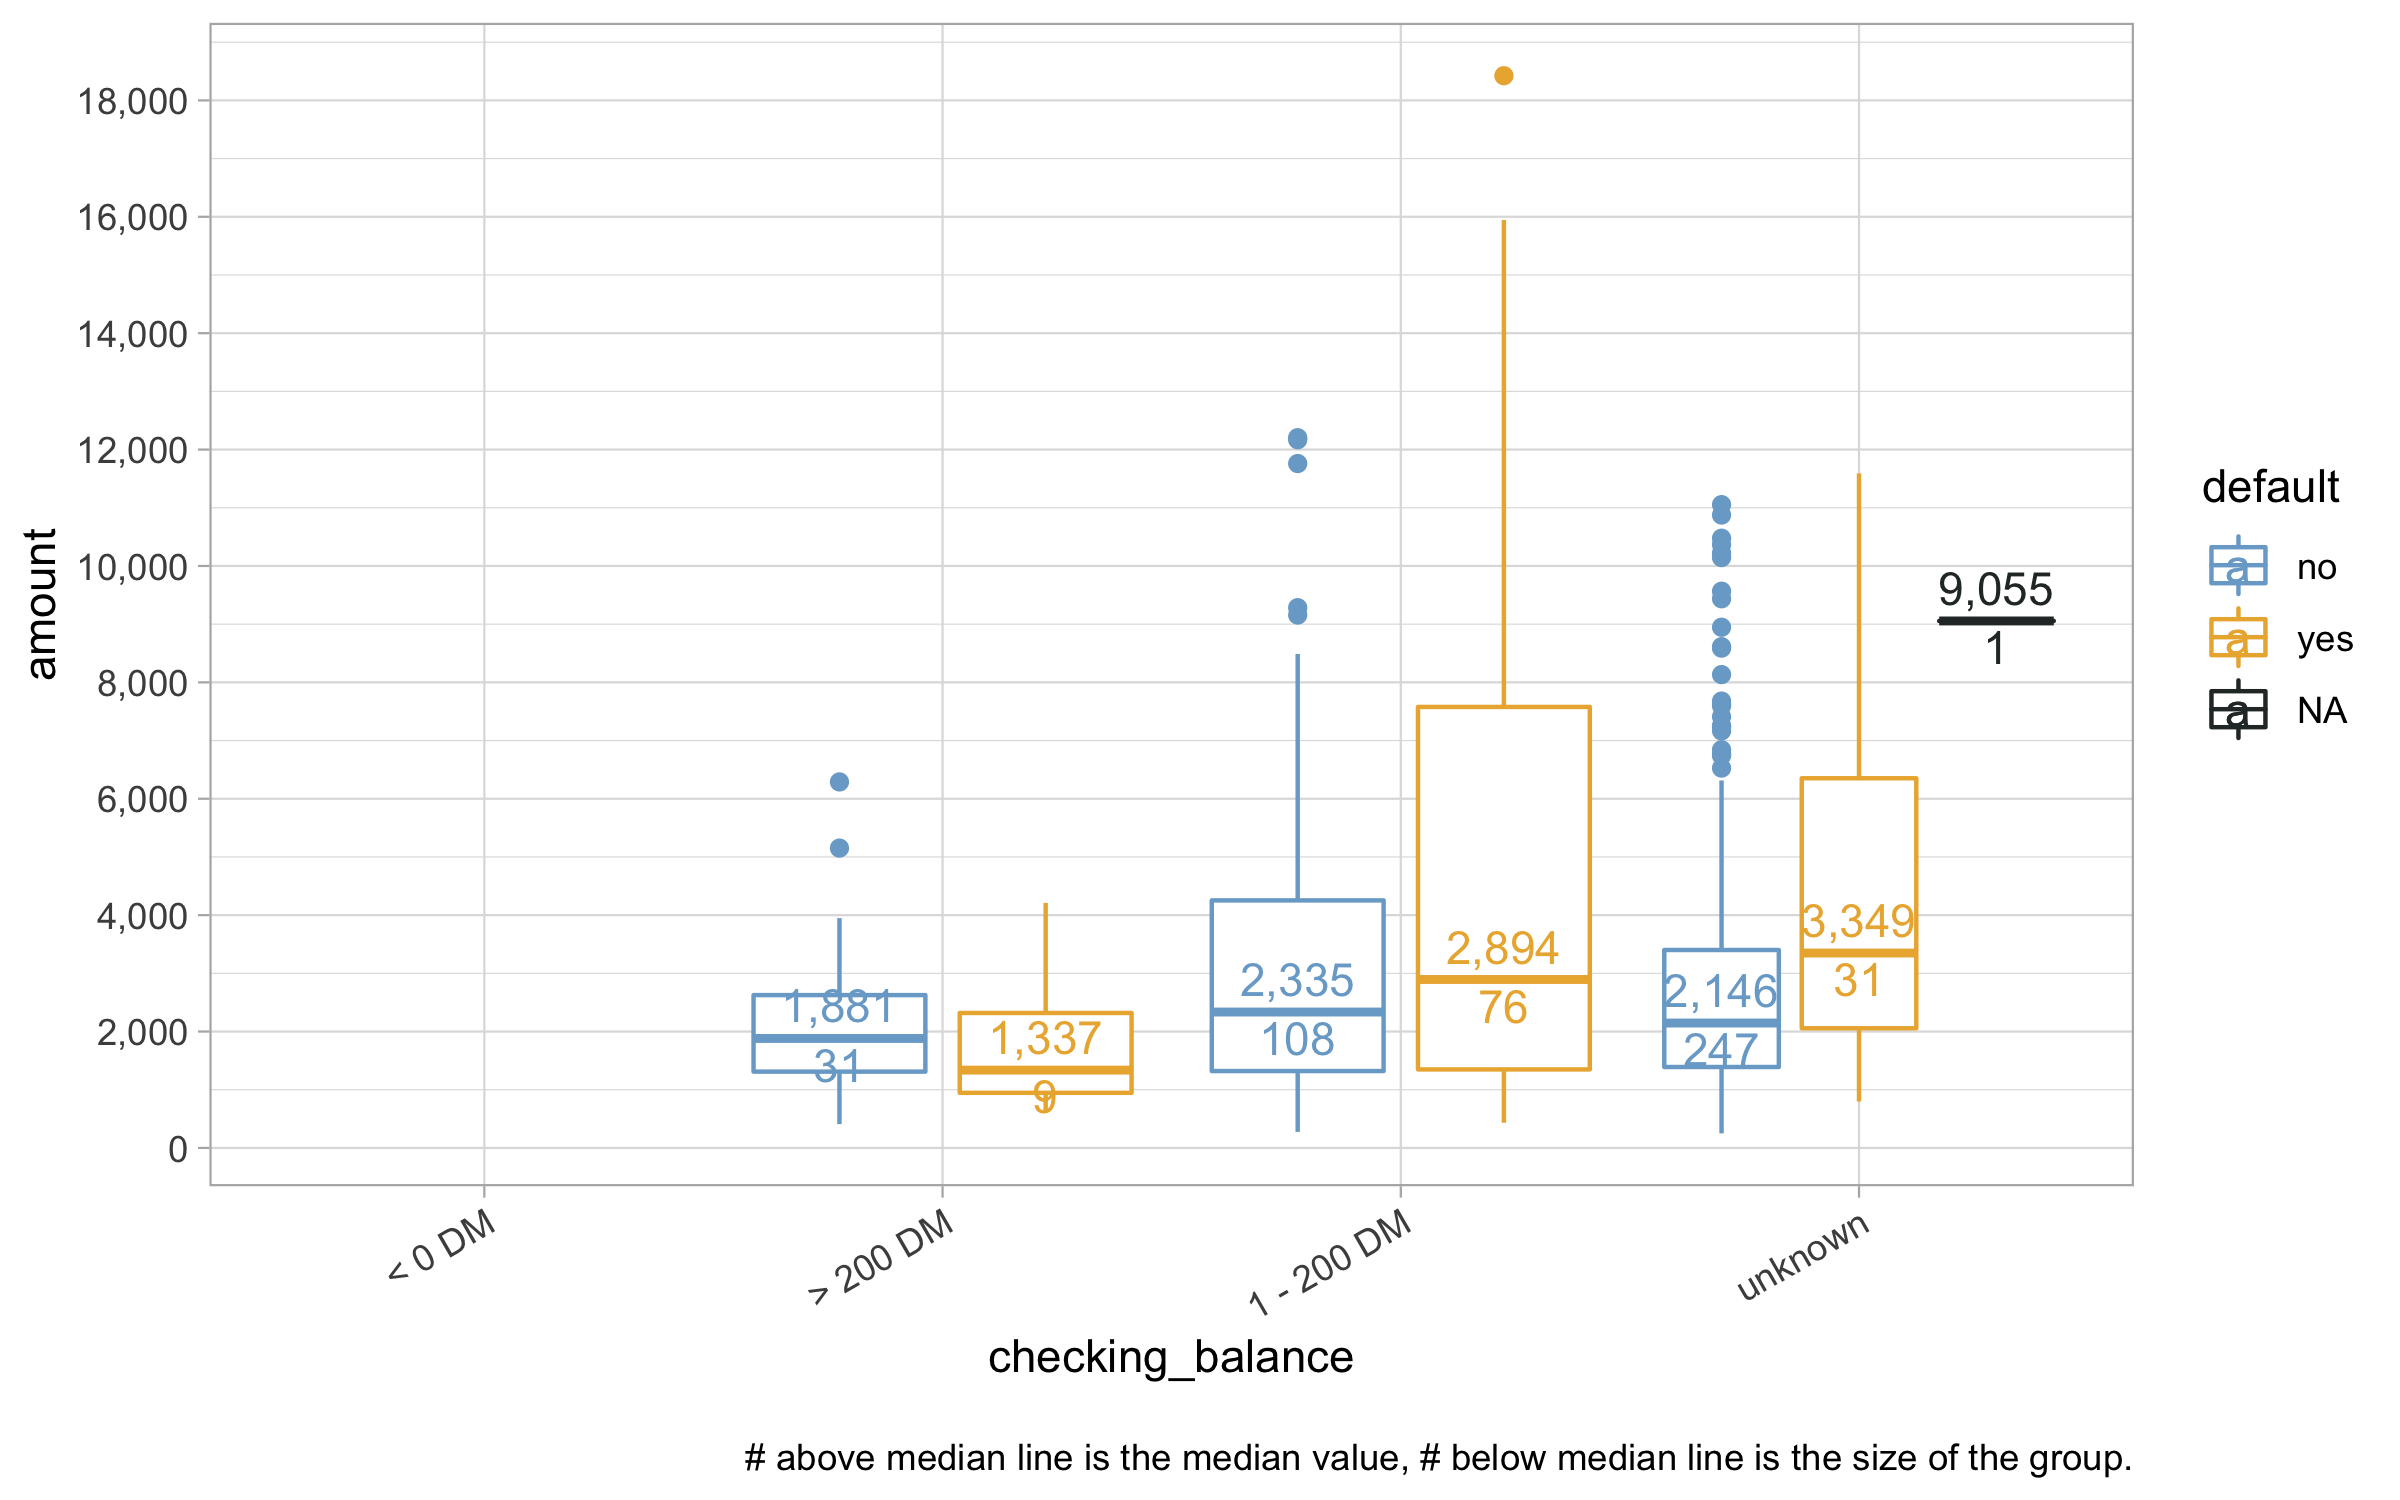 18,000
16,000
14,000
12,000
10,000
8,000
6,000
4,000
2,000
0
amount
9,055
1
3,349
31
2,894
76
2,335
108
2,146
247
1,881
31
1,337
9
default
a no
a yes
a NA
< 0 DM
> 200 DM
1 - 200 DM
unknown
checking_balance
# above median line is the median value, # below median line is the size of the group.